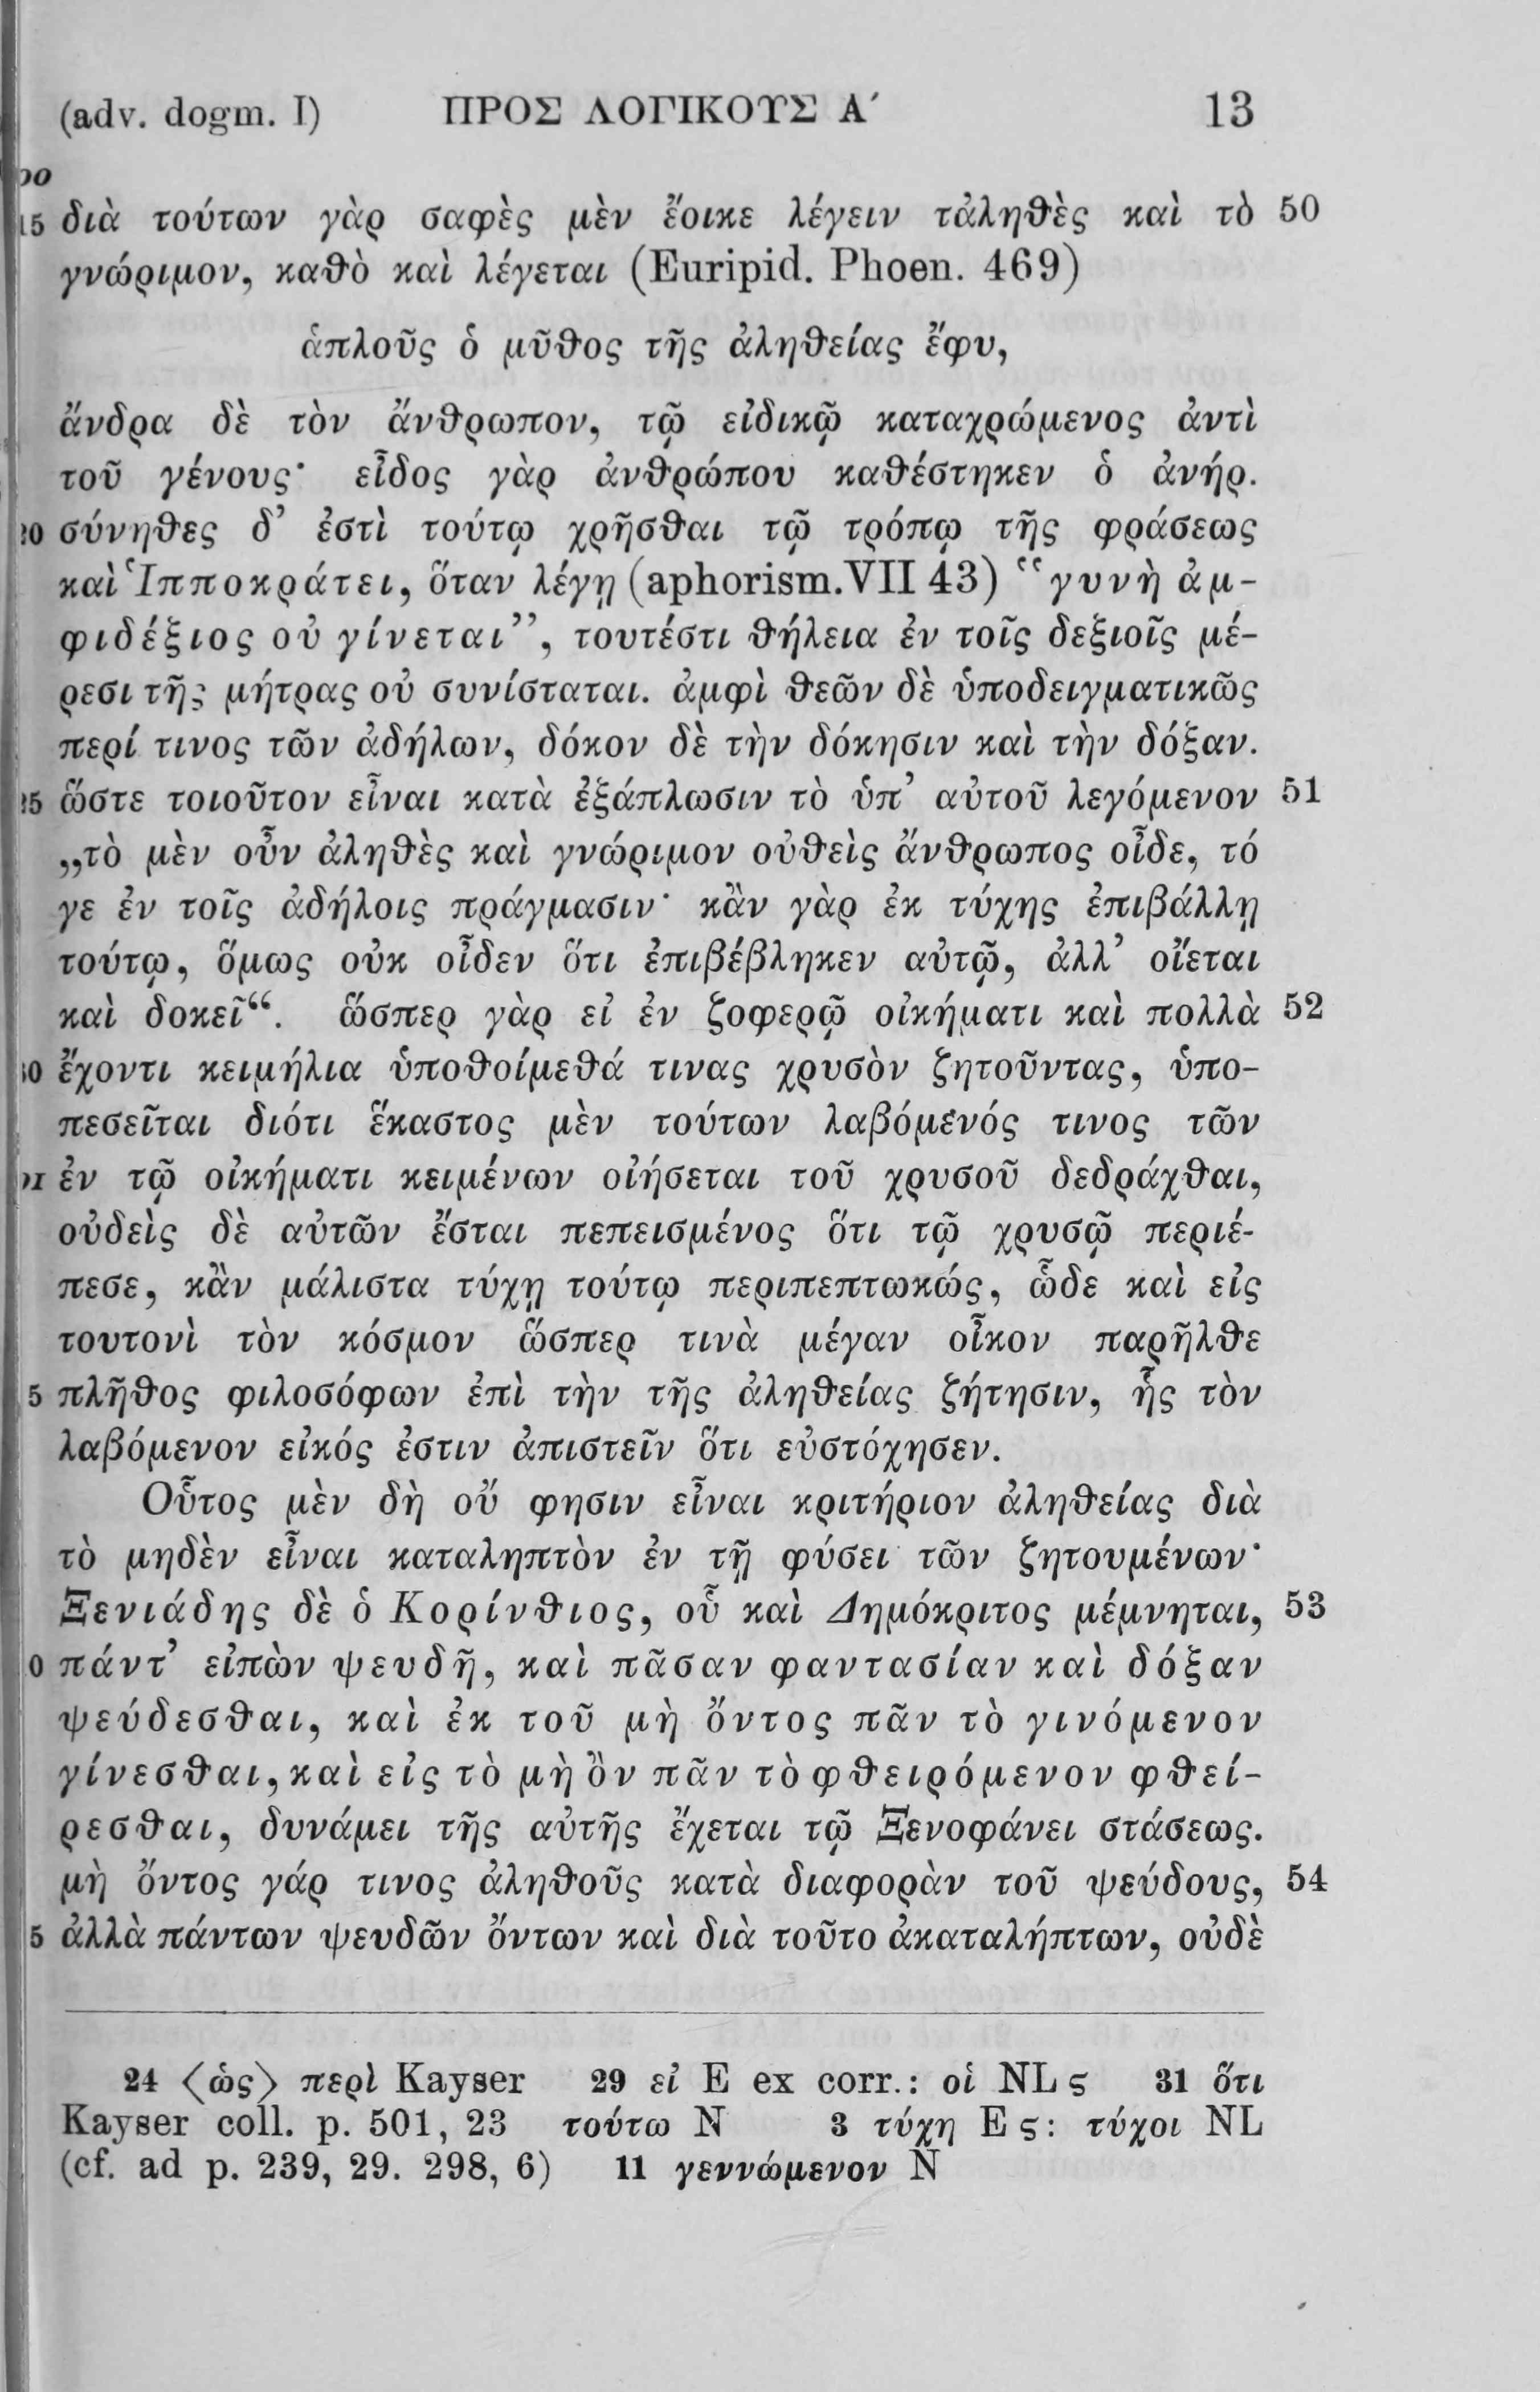 (adv. dogm. I) ΠΡΟΣ ΛΟΓΙΚΟΥΣ Α΄ 13
15 διὰ τούτων γὰρ σαφὲς μὲν ἔοικε λέγειν τἀληθὲς καὶ τὸ 50
γνώριμον, καθὸ καὶ λέγεται (Euripid. Phoen. 469)
ἁπλοῦς ὁ μῦθος τῆς ἀληθείας ἔφυ,
ἄνδρα δὲ τὸν ἄνθρωπον, τῷ εἰδικῷ καταχρώμενος ἀντὶ
τοῦ γένους· εἶδος γὰρ ἀνθρώπου καθέστηκεν ὁ ἀνήρ.
20 σύνηθες δ’ ἐστὶ τούτῳ χρῆσθαι τῷ τρόπῳ τῆς φράσεως
καὶ Ἱπποκράτει, ὅταν λέγῃ (aphorism. VII 43) “γυνὴ ἀμ-
φιδέξιος οὐ γίνεται”, τουτέστι θήλεια ἐν τοῖς δεξιοῖς μέ-
ρεσι τῆς μήτρας οὐ συνίσταται. ἀμφὶ θεῶν δὲ ὑποδειγματικῶς
περί τινος τῶν ἀδήλων, δόκον δὲ τὴν δόκησιν καὶ τὴν δόξαν.
25 ὥστε τοιοῦτον εἶναι κατὰ ἐξάπλωσιν τὸ ὑπ’ αὐτοῦ λεγόμενον 51
„τὸ μὲν οὖν ἀληθὲς καὶ γνώριμον οὐθεὶς ἄνθρωπος οἶδε, τό
γε ἐν τοῖς ἀδήλοις πράγμασιν· κἂν γὰρ ἐκ τύχης ἐπιβάλλῃ
τούτῳ, ὅμως οὐκ οἶδεν ὅτι ἐπιβέβληκεν αὐτῷ, ἀλλ’ οἴεται
καὶ δοκεῖ“. ὥσπερ γὰρ εἰ ἐν ζοφερῷ οἰκήματι καὶ πολλὰ 52
30 ἔχοντι κειμήλια ὑποθοίμεθά τινας χρυσὸν ζητοῦντας, ὑπο-
πεσεῖται διότι ἕκαστος μὲν τούτων λαβόμενός τινος τῶν
ἐν τῷ οἰκήματι κειμένων οἰήσεται τοῦ χρυσοῦ δεδράχθαι,
οὐδεὶς δὲ αὐτῶν ἔσται πεπεισμένος ὅτι τῷ χρυσῷ περιέ-
πεσε, κἂν μάλιστα τύχῃ τούτῳ περιπεπτωκώς, ὧδε καὶ εἰς
τουτονὶ τὸν κόσμον ὥσπερ τινὰ μέγαν οἶκον παρῆλθε
5 πλῆθος φιλοσόφων ἐπὶ τὴν τῆς ἀληθείας ζήτησιν, ἧς τὸν
λαβόμενον εἰκός ἐστιν ἀπιστεῖν ὅτι εὐστόχησεν.
Οὗτος μὲν δὴ οὔ φησιν εἶναι κριτήριον ἀληθείας διὰ
τὸ μηδὲν εἶναι καταληπτὸν ἐν τῇ φύσει τῶν ζητουμένων·
Ξενιάδης δὲ ὁ Κορίνθιος, οὗ καὶ Δημόκριτος μέμνηται, 53
0 πάντ’ εἰπὼν ψευδῆ, καὶ πᾶσαν φαντασίαν καὶ δόξαν
ψεύδεσθαι, καὶ ἐκ τοῦ μὴ ὄντος πᾶν τὸ γινόμενον
γίνεσθαι, καὶ εἰς τὸ μὴ ὂν πᾶν τὸ φθειρόμενον φθεί-
ρεσθαι, δυνάμει τῆς αὐτῆς ἔχεται τῷ Ξενοφάνει στάσεως.
μὴ ὄντος γάρ τινος ἀληθοῦς κατὰ διαφορὰν τοῦ ψεύδους, 54
5 ἀλλὰ πάντων ψευδῶν ὄντων καὶ διὰ τοῦτο ἀκαταλήπτων, οὐδὲ
24 ⟨ὡς⟩ περὶ Kayser 29 εἰ E ex corr.: οἱ NL ς 31 ὅτι
Kayser coll. p. 501, 23 τούτω N 3 τύχη E ς: τύχοι NL
(cf. ad p. 239, 29. 298, 6) 11 γεννώμενον N